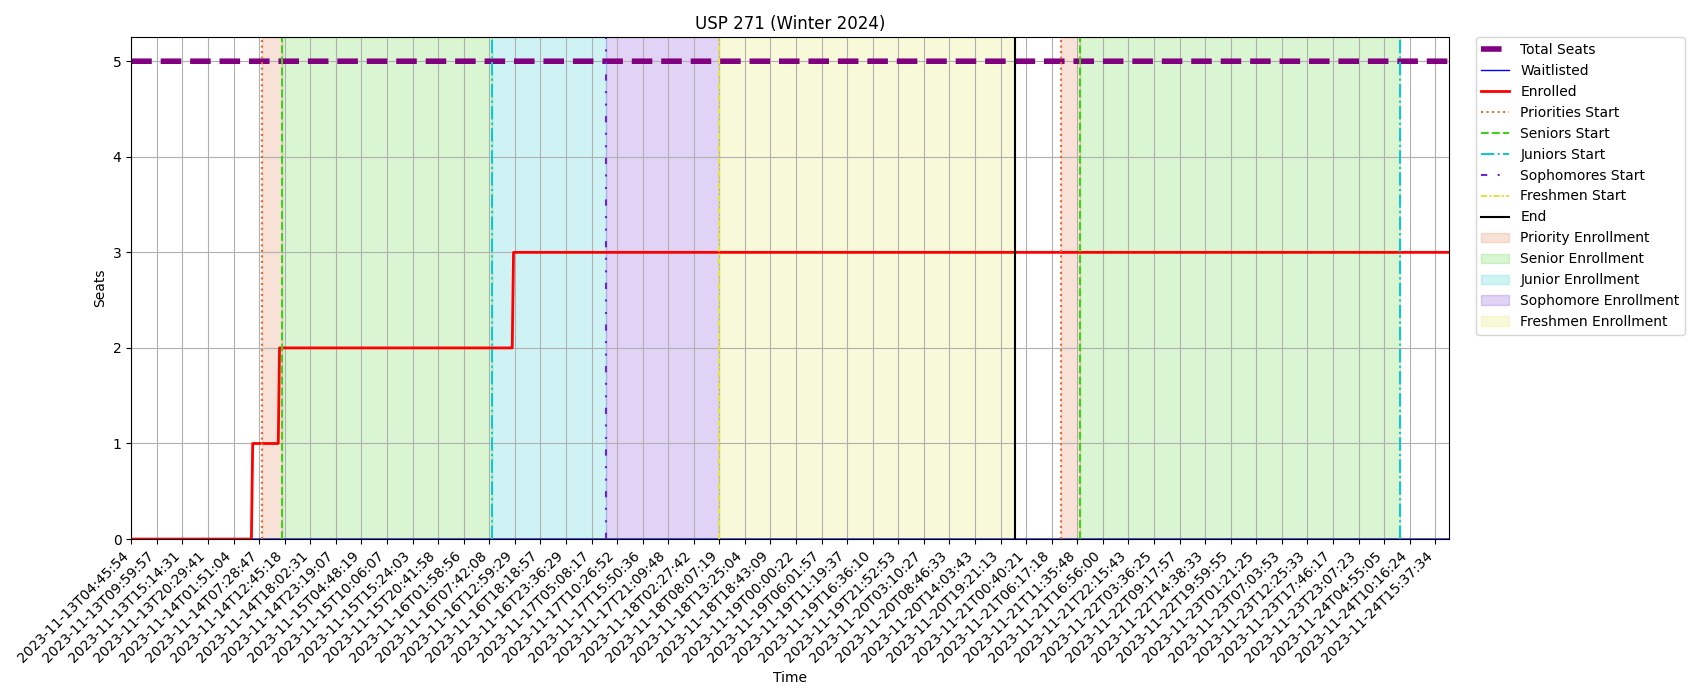 USP 271 (Winter 2024)
Seats
5
4
3
2
1
0
2023-11-13T04:45:54
2023-11-13T09:59:57
2023-11-13T15:14:31
2023-11-13T20:29:41
2023-11-14T01:51:04
2023-11-14T07:28:47
2023-11-14T12:45:18
2023-11-14T18:02:31
2023-11-14T23:19:07
2023-11-15T04:48:19
2023-11-15T10:06:07
2023-11-15T15:24:03
2023-11-15T20:41:58
2023-11-16T01:58:56
2023-11-16T07:42:08
2023-11-16T12:59:29
2023-11-16T18:18:57
2023-11-16T23:36:29
2023-11-17T05:08:17
2023-11-17T10:26:52
2023-11-17T15:50:36
2023-11-17T21:09:48
2023-11-18T02:27:42
2023-11-18T08:07:19
2023-11-18T13:25:04
2023-11-18T18:43:09
2023-11-19T00:00:22
2023-11-19T06:01:57
2023-11-19T11:19:37
2023-11-19T16:36:10
2023-11-19T21:52:53
2023-11-20T03:10:27
2023-11-20T08:46:33
2023-11-20T14:03:43
2023-11-20T19:21:13
2023-11-21T00:40:21
2023-11-21T06:17:18
2023-11-21T11:35:48
2023-11-21T16:56:00
2023-11-21T22:15:43
2023-11-22T03:36:25
2023-11-22T09:17:57
2023-11-22T14:38:33
2023-11-22T19:59:55
2023-11-23T01:21:25
2023-11-23T07:03:53
2023-11-23T12:25:33
2023-11-23T17:46:17
2023-11-23T23:07:23
2023-11-24T04:55:05
2023-11-24T10:16:24
2023-11-24T15:37:34
Time
Total Seats
Waitlisted
Enrolled
Priorities Start
Seniors Start
Juniors Start
Sophomores Start
Freshmen Start
End
Priority Enrollment
Senior Enrollment
Junior Enrollment
Sophomore Enrollment
Freshmen Enrollment